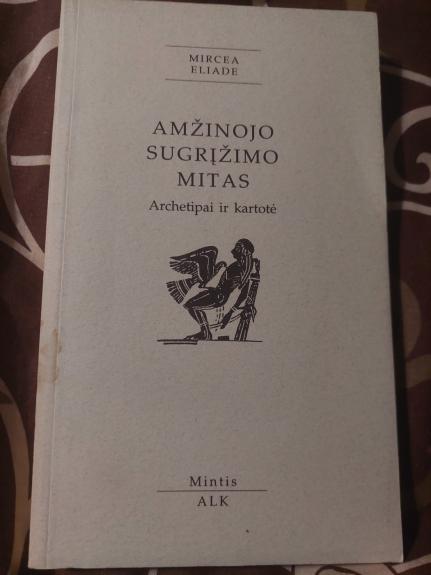 MIRCEA
ELIADE
AMŽINOJO
SUGRĮŽIMO
MITAS
Archetipai ir kartotė
Mintis
ALK